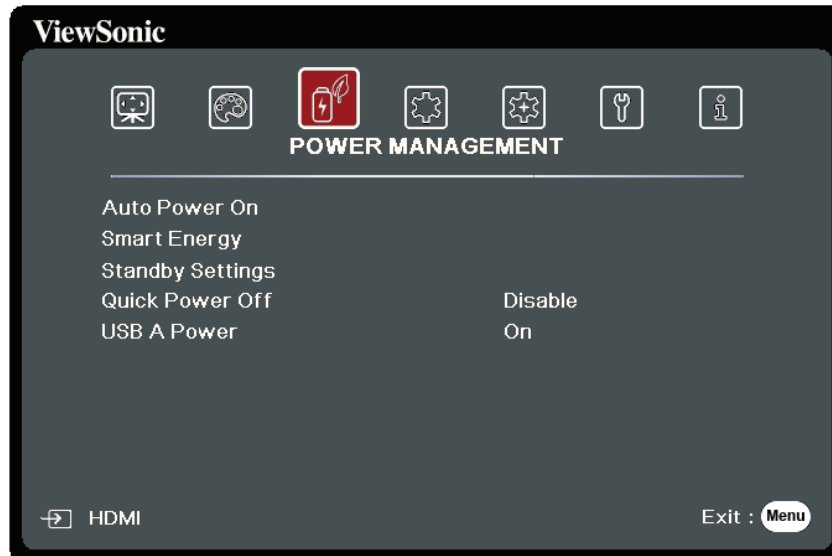 ViewSonic
POWER MANAGEMENT
Auto Power On
Smart Energy
Standby Settings
Quick Power Off Disable
USB A Power On
HDMI Exit : Menu